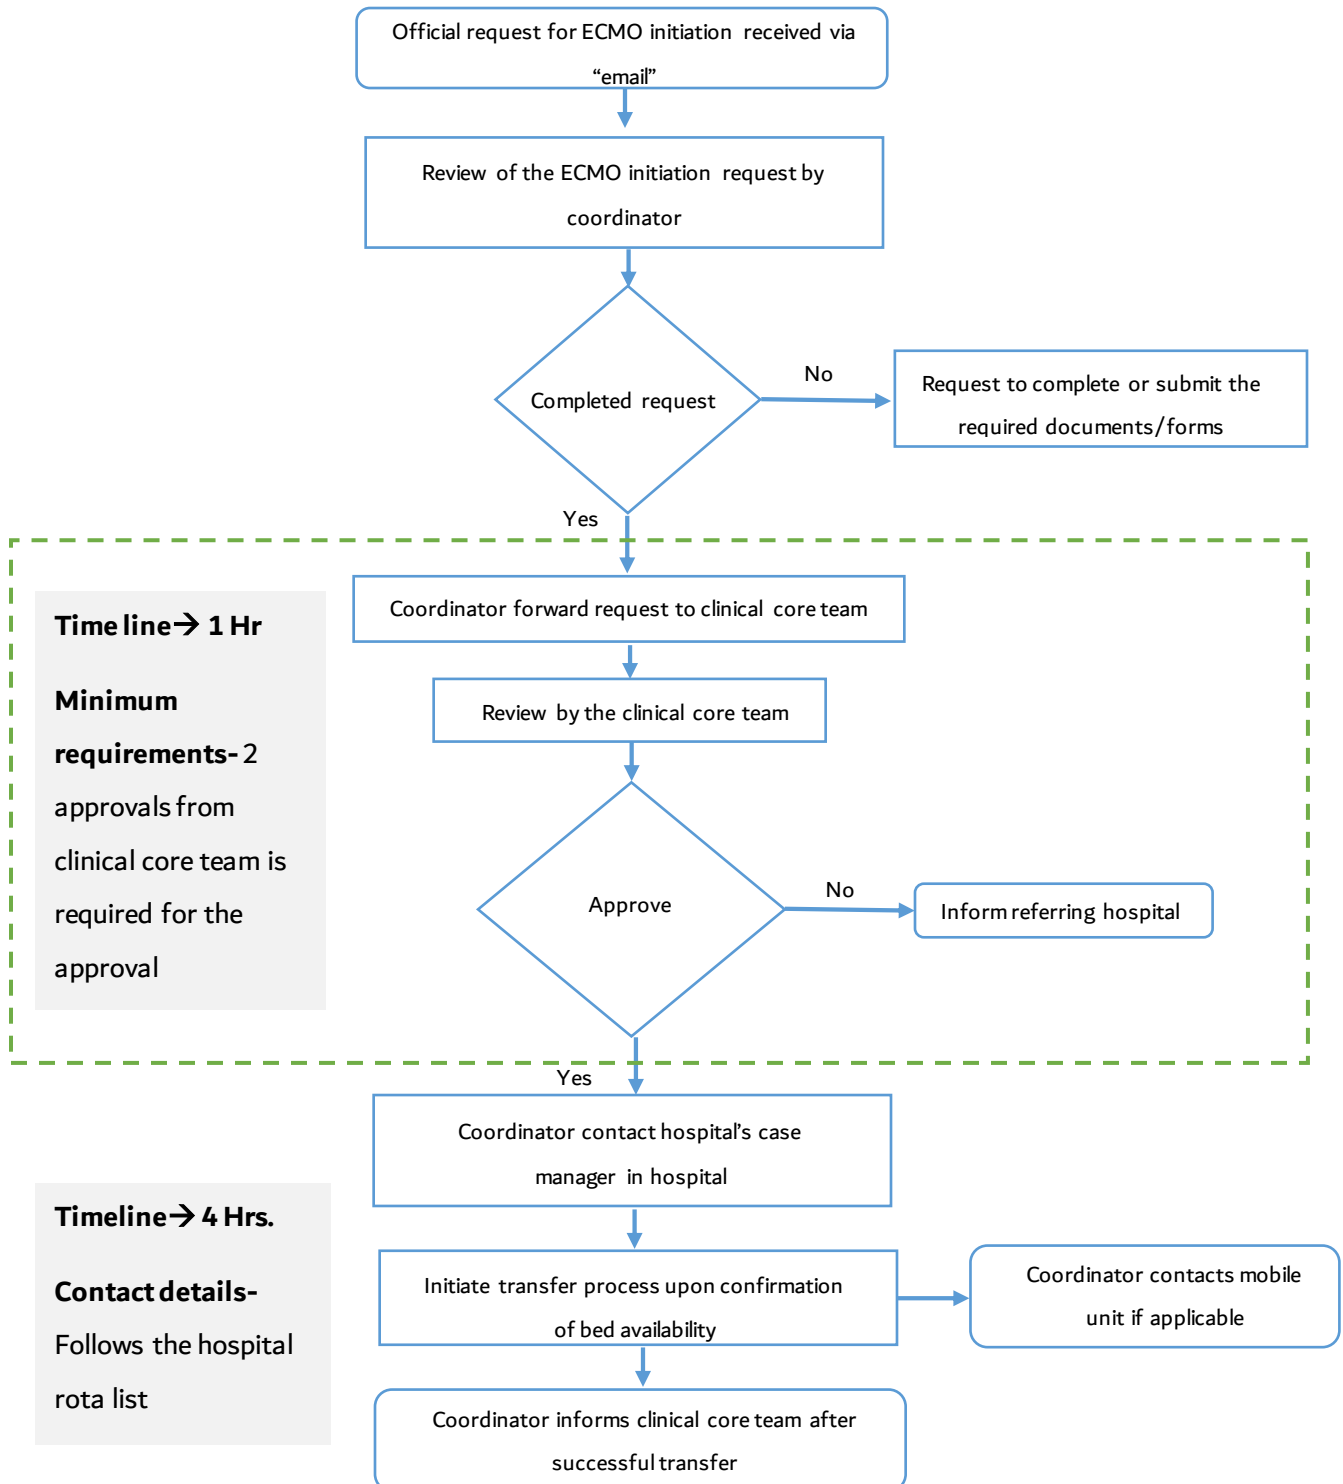 Official request for ECMO initiation received via
“email”
Review of the ECMO initiation request by
coordinator
Completed request
No
Request to complete or submit the
required documents/forms
Yes
Time line→ 1 Hr
Minimum
requirements- 2
approvals from
clinical core team is
required for the
approval
Coordinator forward request to clinical core team
Review by the clinical core team
Approve
No
Inform referring hospital
Yes
Coordinator contact hospital’s case
manager in hospital
Timeline→ 4 Hrs.
Contact details-
Follows the hospital
rota list
Initiate transfer process upon confirmation
of bed availability
Coordinator contacts mobile
unit if applicable
Coordinator informs clinical core team after
successful transfer